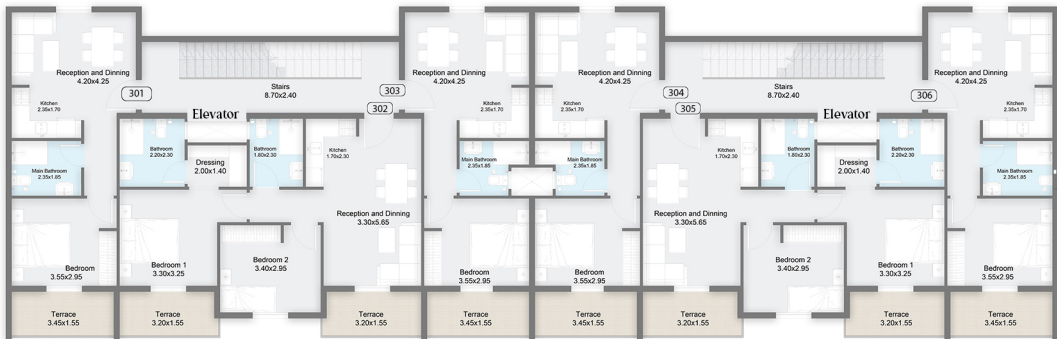 Reception and Dinning
4.20x4.25
Kitchen
2.35x1.70
301
Main Bathroom
2.35x1.85
Bedroom
3.55x2.95
Terrace
3.45x1.55
Stairs
8.70x2.40
Elevator
Bathroom
2.20x2.30
Dressing
2.00x1.40
Bathroom
1.80x2.30
Bedroom 1
3.30x3.25
Terrace
3.20x1.55
Bedroom 2
3.40x2.95
302
Kitchen
1.70x2.30
Reception and Dinning
3.30x5.65
Terrace
3.20x1.55
303
Reception and Dinning
4.20x4.25
Kitchen
2.35x1.70
Main Bathroom
2.35x1.85
Bedroom
3.55x2.95
Terrace
3.45x1.55
Reception and Dinning
4.20x4.25
Kitchen
2.35x1.70
304
Main Bathroom
2.35x1.85
Bedroom
3.55x2.95
Terrace
3.45x1.55
305
Kitchen
1.70x2.30
Reception and Dinning
3.30x5.65
Terrace
3.20x1.55
Stairs
8.70x2.40
Elevator
Bathroom
1.80x2.30
Dressing
2.00x1.40
Bathroom
2.20x2.30
Bedroom 2
3.40x2.95
Bedroom 1
3.30x3.25
Terrace
3.20x1.55
306
Reception and Dinning
4.20x4.25
Kitchen
2.35x1.70
Main Bathroom
2.35x1.85
Bedroom
3.55x2.95
Terrace
3.45x1.55